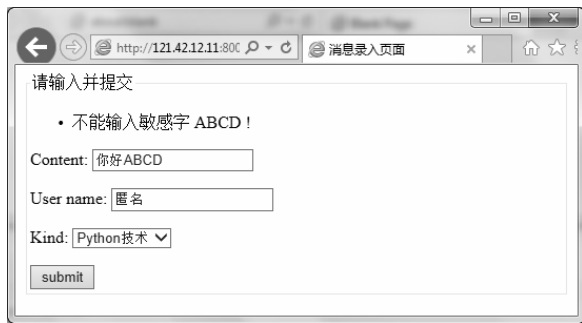 http://121.42.12.11:800
消息录入页面
请输入并提交
• 不能输入敏感字 ABCD！
Content: 你好ABCD
User name: 匿名
Kind: Python技术
submit